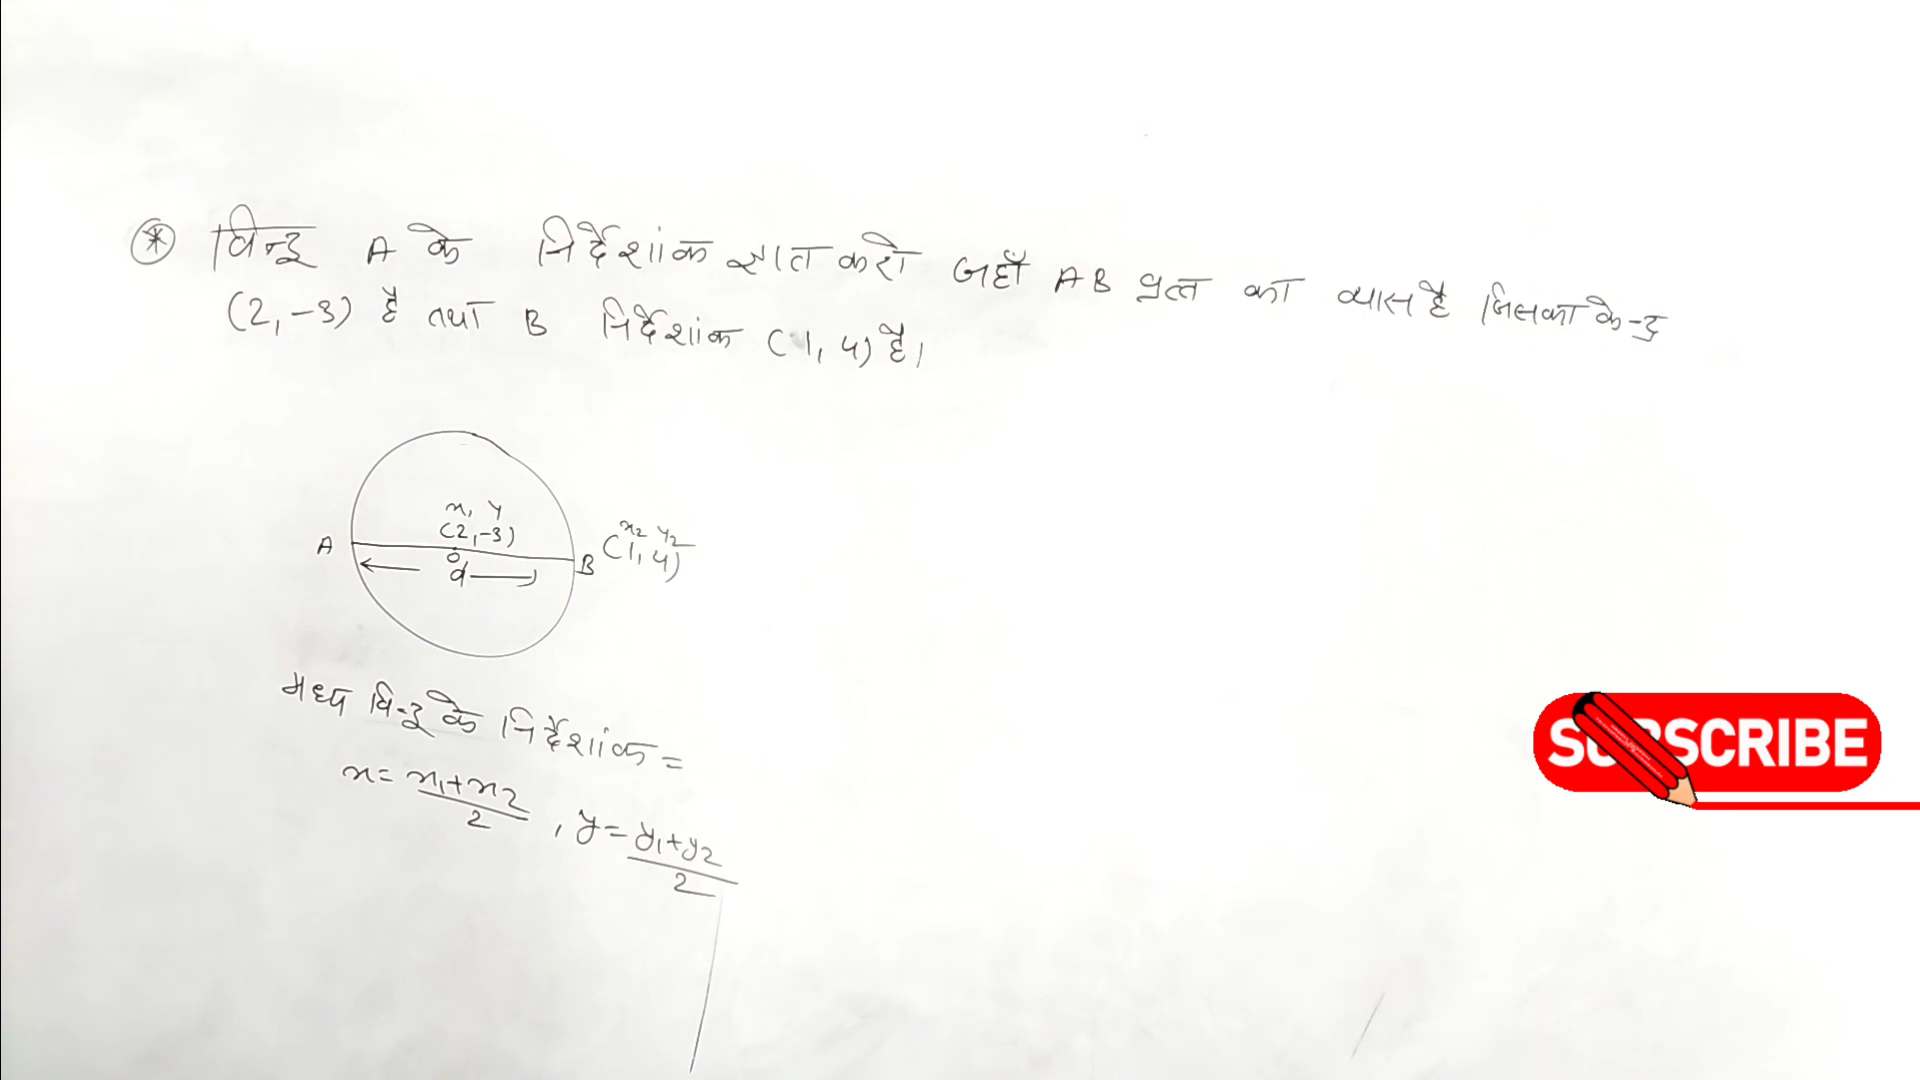 * बिन्दु A के निर्देशांक ज्ञात करो जहाँ AB वृत्त का व्यास है जिसका केन्द्र
(2,-3) है तथा B निर्देशांक (1, 4) है।
x, y
(2,-3)
A
O
d
B
x2 y2
(1, 4)
मध्य बिन्दु के निर्देशांक =
x = x1+x2/2 , y = y1+y2/2
SUBSCRIBE